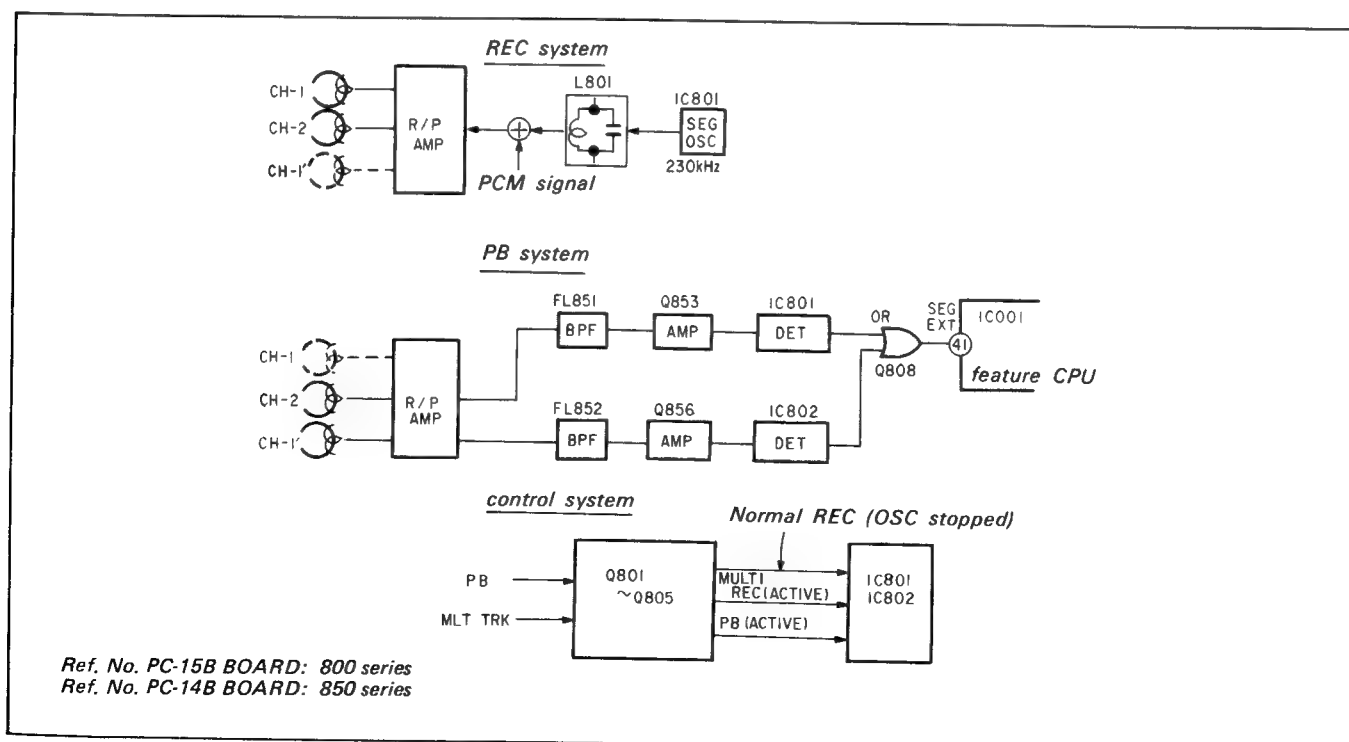 REC system
L801
IC801
CH-1
CH-2
CH-1'
R/P
AMP
SEG
OSC
230kHz
PCM signal
PB system
FL851
Q853
IC801
OR
SEG
EXT
IC001
BPF
AMP
DET
41
Q808
feature CPU
CH-1
CH-2
CH-1'
R/P
AMP
FL852
Q856
IC802
BPF
AMP
DET
control system
Normal REC (OSC stopped)
PB
MLT TRK
Q801
~Q805
MULTI
REC(ACTIVE)
PB(ACTIVE)
IC801
IC802
Ref. No. PC-15B BOARD: 800 series
Ref. No. PC-14B BOARD: 850 series